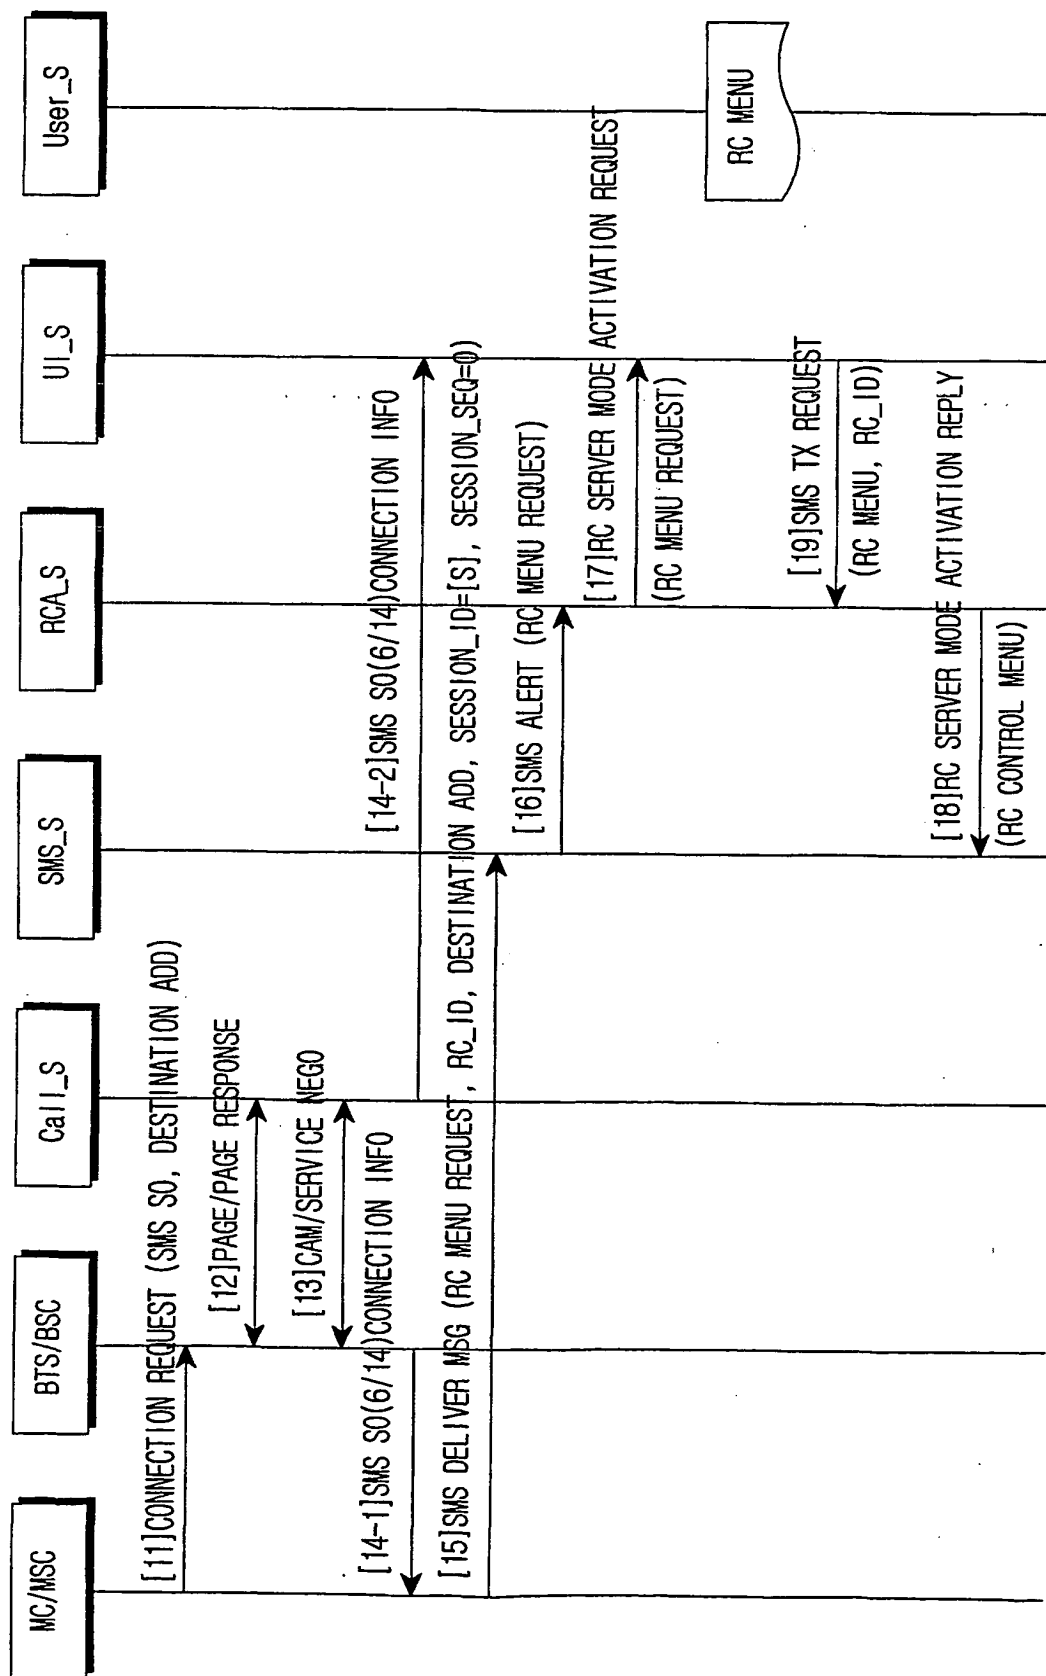 MC/MSC
BTS/BSC
Call_S
SMS_S
RCA_S
UI_S
User_S
[11]CONNECTION REQUEST (SMS SO, DESTINATION ADD)
[12]PAGE/PAGE RESPONSE
[13]CAM/SERVICE NEGO
[14-1]SMS SO(6/14)CONNECTION INFO
[14-2]SMS SO(6/14)CONNECTION INFO
[15]SMS DELIVER MSG (RC MENU REQUEST, RC_ID, DESTINATION ADD, SESSION_ID=[S], SESSION_SEQ=0)
[16]SMS ALERT (RC MENU REQUEST)
[17]RC SERVER MODE ACTIVATION REQUEST
(RC MENU REQUEST)
RC MENU
[19]SMS TX REQUEST
(RC MENU, RC_ID)
[18]RC SERVER MODE ACTIVATION REPLY
(RC CONTROL MENU)